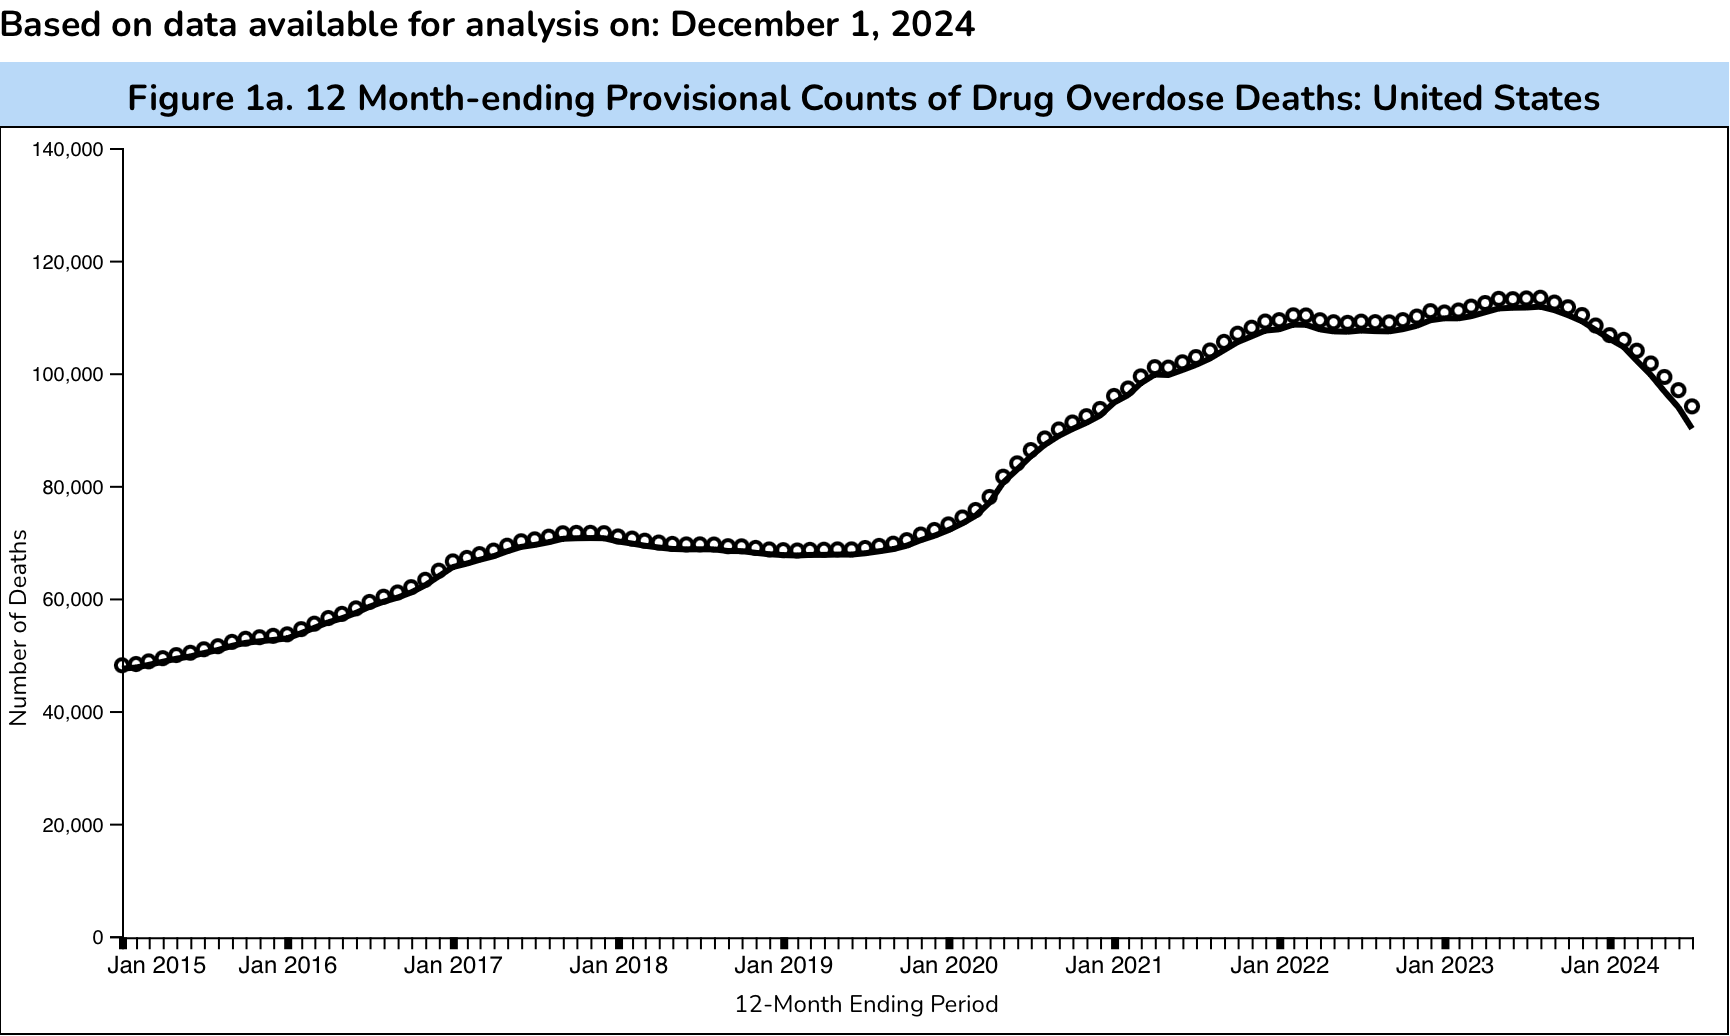 Based on data available for analysis on: December 1, 2024
Figure 1a. 12 Month-ending Provisional Counts of Drug Overdose Deaths: United States
140,000
120,000
100,000
80,000
60,000
40,000
20,000
0
Number of Deaths
Jan 2015 Jan 2016 Jan 2017 Jan 2018 Jan 2019 Jan 2020 Jan 2021 Jan 2022 Jan 2023 Jan 2024
12-Month Ending Period